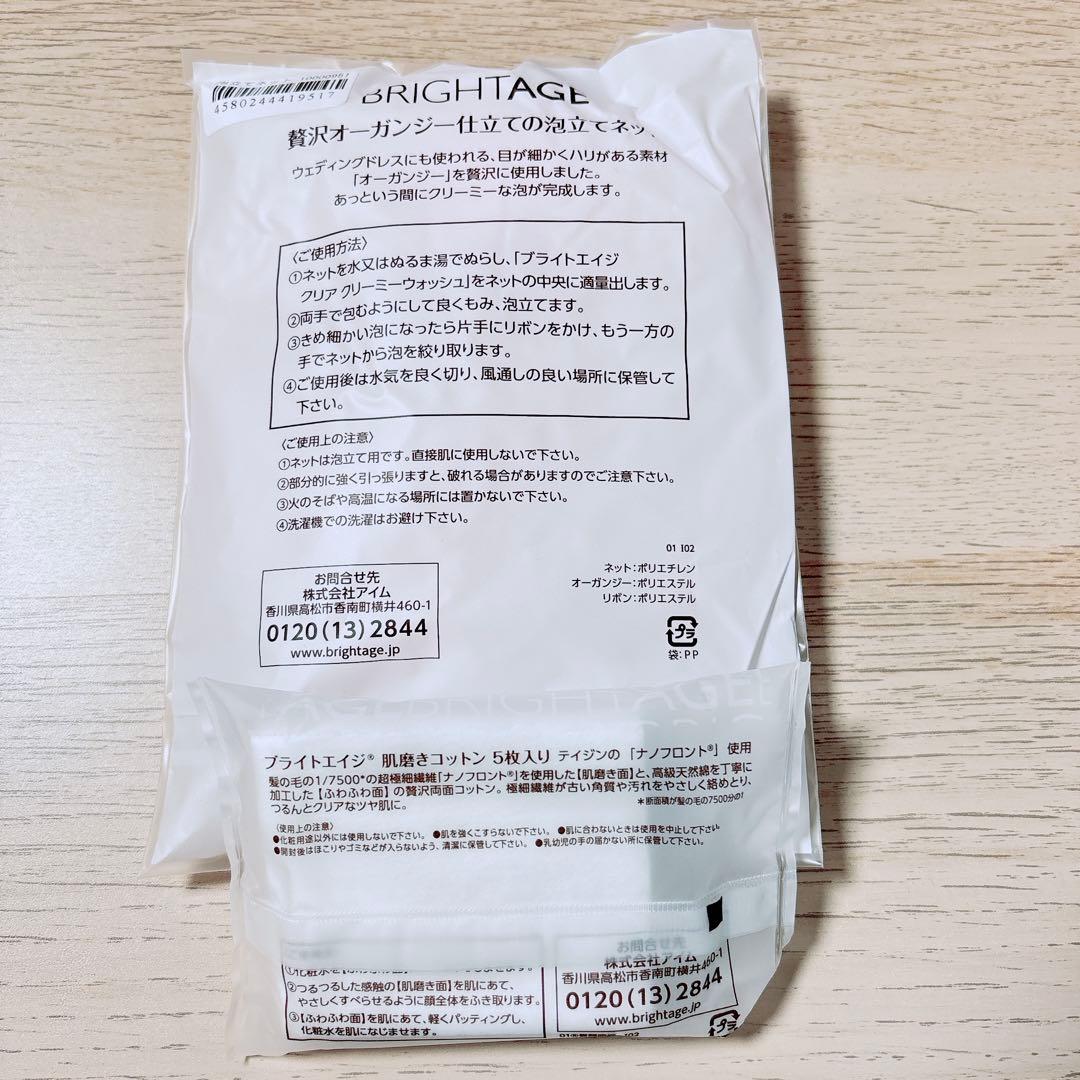 泡立てネット 10000961
4580244419517
BRIGHTAGE
贅沢オーガンジー仕立ての泡立てネット
ウェディングドレスにも使われる、目が細かくハリがある素材
「オーガンジー」を贅沢に使用しました。
あっという間にクリーミーな泡が完成します。
〈ご使用方法〉
①ネットを水又はぬるま湯でぬらし、「ブライトエイジ
クリア クリーミーウォッシュ」をネットの中央に適量出します。
②両手で包むようにして良くもみ、泡立てます。
③きめ細かい泡になったら片手にリボンをかけ、もう一方の
手でネットから泡を絞り取ります。
④ご使用後は水気を良く切り、風通しの良い場所に保管して
下さい。
〈ご使用上の注意〉
①ネットは泡立て用です。直接肌に使用しないで下さい。
②部分的に強く引っ張りますと、破れる場合がありますのでご注意下さい。
③火のそばや高温になる場所には置かないで下さい。
④洗濯機での洗濯はお避け下さい。
01 I02
ネット:ポリエチレン
オーガンジー:ポリエステル
リボン:ポリエステル
プラ
袋:PP
お問合せ先
株式会社アイム
香川県高松市香南町横井460-1
0120(13)2844
www.brightage.jp
BRIGHTAGE
ブライトエイジ® 肌磨きコットン 5枚入り テイジンの「ナノフロント®」使用
髪の毛の1/7500*の超極細繊維「ナノフロント®」を使用した【肌磨き面】と、高級天然綿を丁寧に
加工した【ふわふわ面】の贅沢両面コットン。極細繊維が古い角質や汚れをやさしく絡めとり、
つるんとクリアなツヤ肌に。
*断面積が髪の毛の7500分の1
〈使用上の注意〉
●化粧用途以外には使用しないで下さい。 ●肌を強くこすらないで下さい。 ●肌に合わないときは使用を中止して下さい。
●開封後はほこりやゴミなどが入らないよう、清潔に保管して下さい。 ●乳幼児の手の届かない所に保管して下さい。
②つるつるした感触の【肌磨き面】を肌にあて、
やさしくすべらせるように顔全体をふき取ります。
③【ふわふわ面】を肌にあて、軽くパッティングし、
化粧水を肌になじませます。
お問合せ先
株式会社アイム
香川県高松市香南町横井460-1
0120(13)2844
www.brightage.jp
プラ